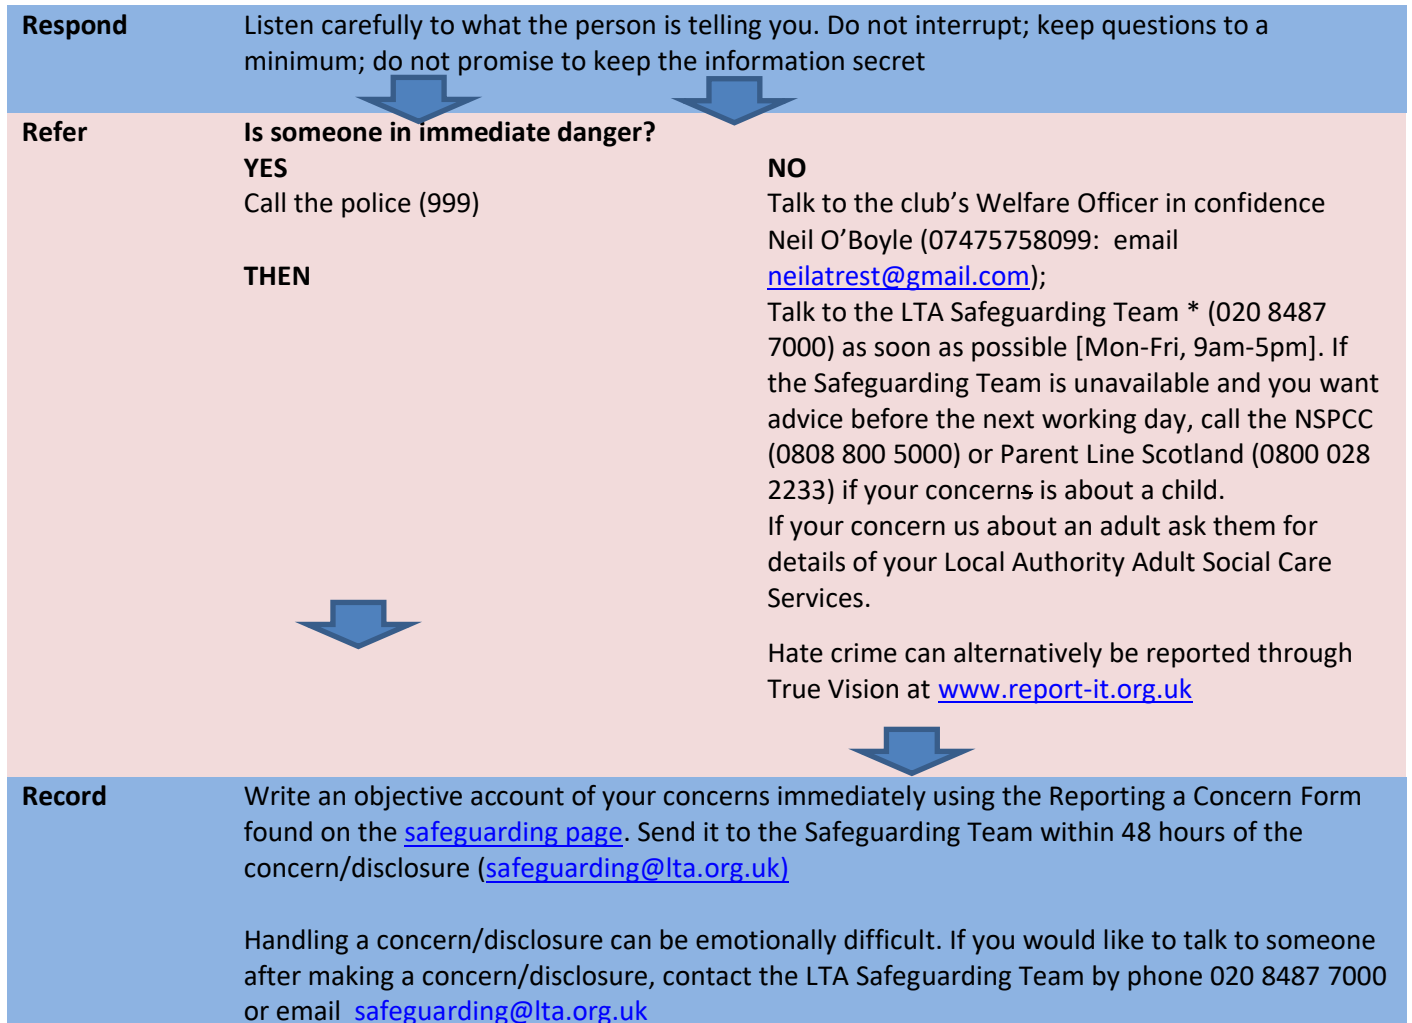 Respond
Listen carefully to what the person is telling you. Do not interrupt; keep questions to a
minimum; do not promise to keep the information secret
Refer
Is someone in immediate danger?
YES
Call the police (999)
THEN
NO
Talk to the club’s Welfare Officer in confidence
Neil O’Boyle (07475758099:  email
neilatrest@gmail.com);
Talk to the LTA Safeguarding Team * (020 8487
7000) as soon as possible [Mon-Fri, 9am-5pm]. If
the Safeguarding Team is unavailable and you want
advice before the next working day, call the NSPCC
(0808 800 5000) or Parent Line Scotland (0800 028
2233) if your concerns is about a child.
If your concern us about an adult ask them for
details of your Local Authority Adult Social Care
Services.
Hate crime can alternatively be reported through
True Vision at www.report-it.org.uk
Record
Write an objective account of your concerns immediately using the Reporting a Concern Form
found on the safeguarding page. Send it to the Safeguarding Team within 48 hours of the
concern/disclosure (safeguarding@lta.org.uk)
Handling a concern/disclosure can be emotionally difficult. If you would like to talk to someone
after making a concern/disclosure, contact the LTA Safeguarding Team by phone 020 8487 7000
or email  safeguarding@lta.org.uk